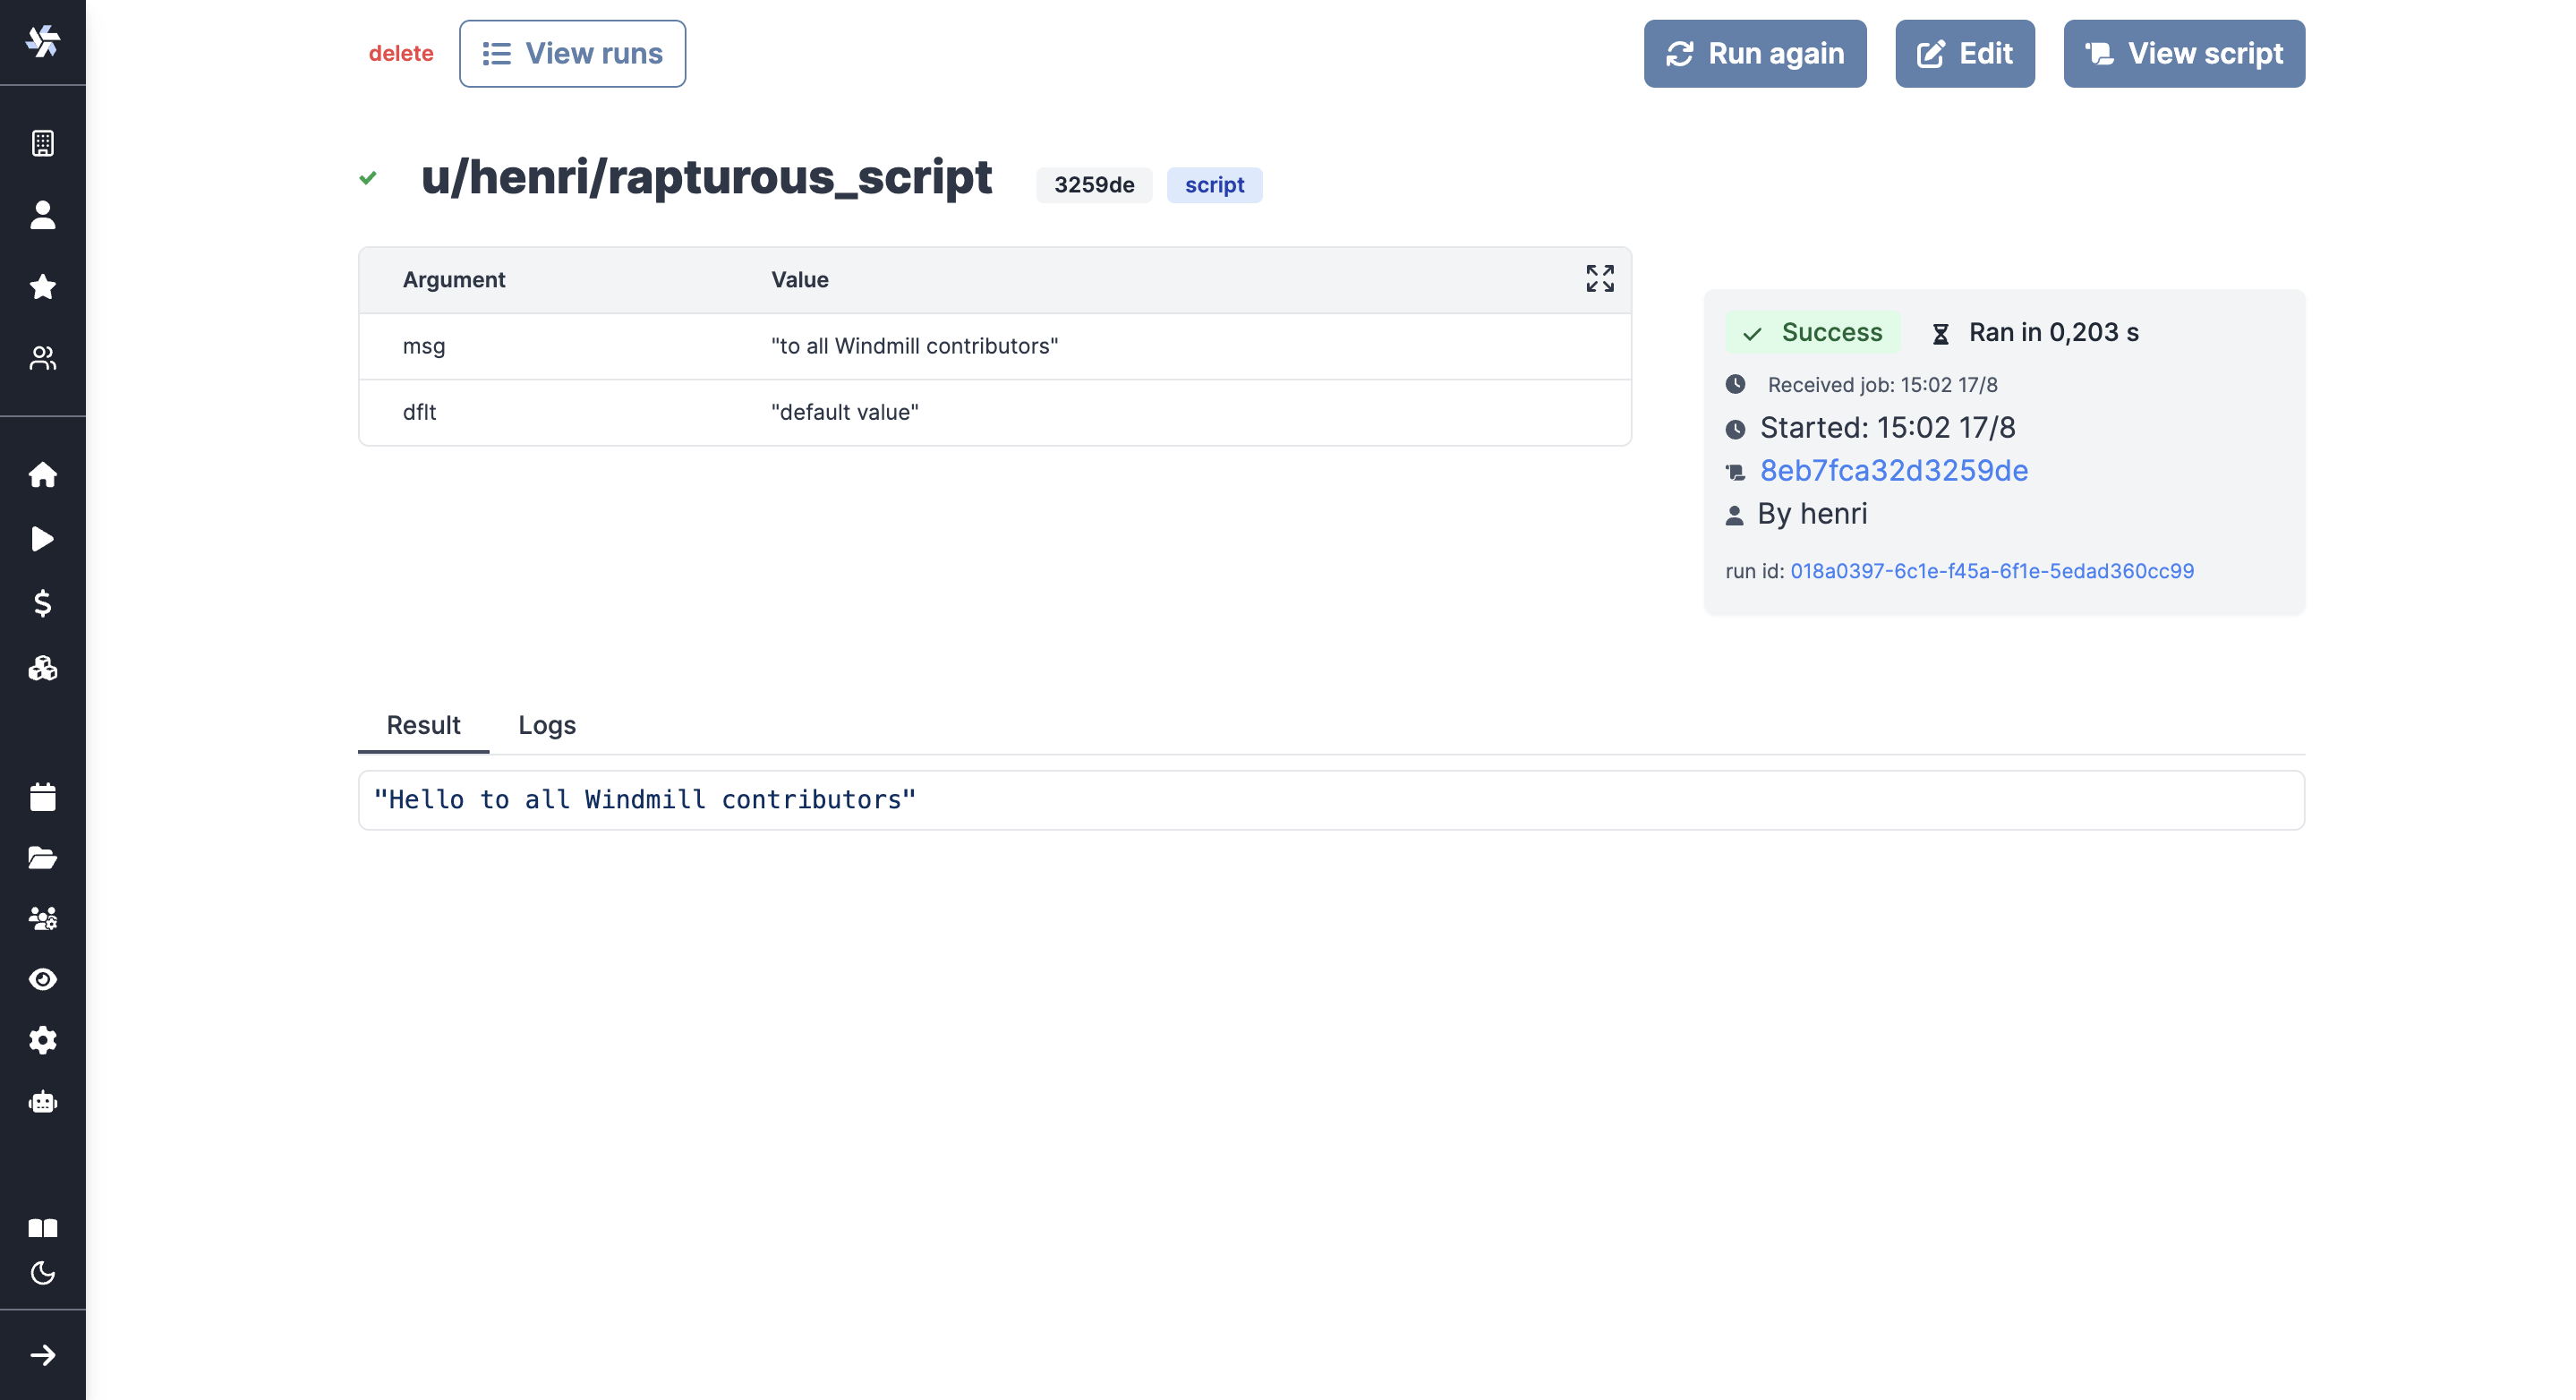 delete View runs Run again Edit View script
u/henri/rapturous_script 3259de script
Argument Value
msg "to all Windmill contributors"
dflt "default value"
Success Ran in 0,203 s
Received job: 15:02 17/8
Started: 15:02 17/8
8eb7fca32d3259de
By henri
run id: 018a0397-6c1e-f45a-6f1e-5edad360cc99
Result Logs
"Hello to all Windmill contributors"